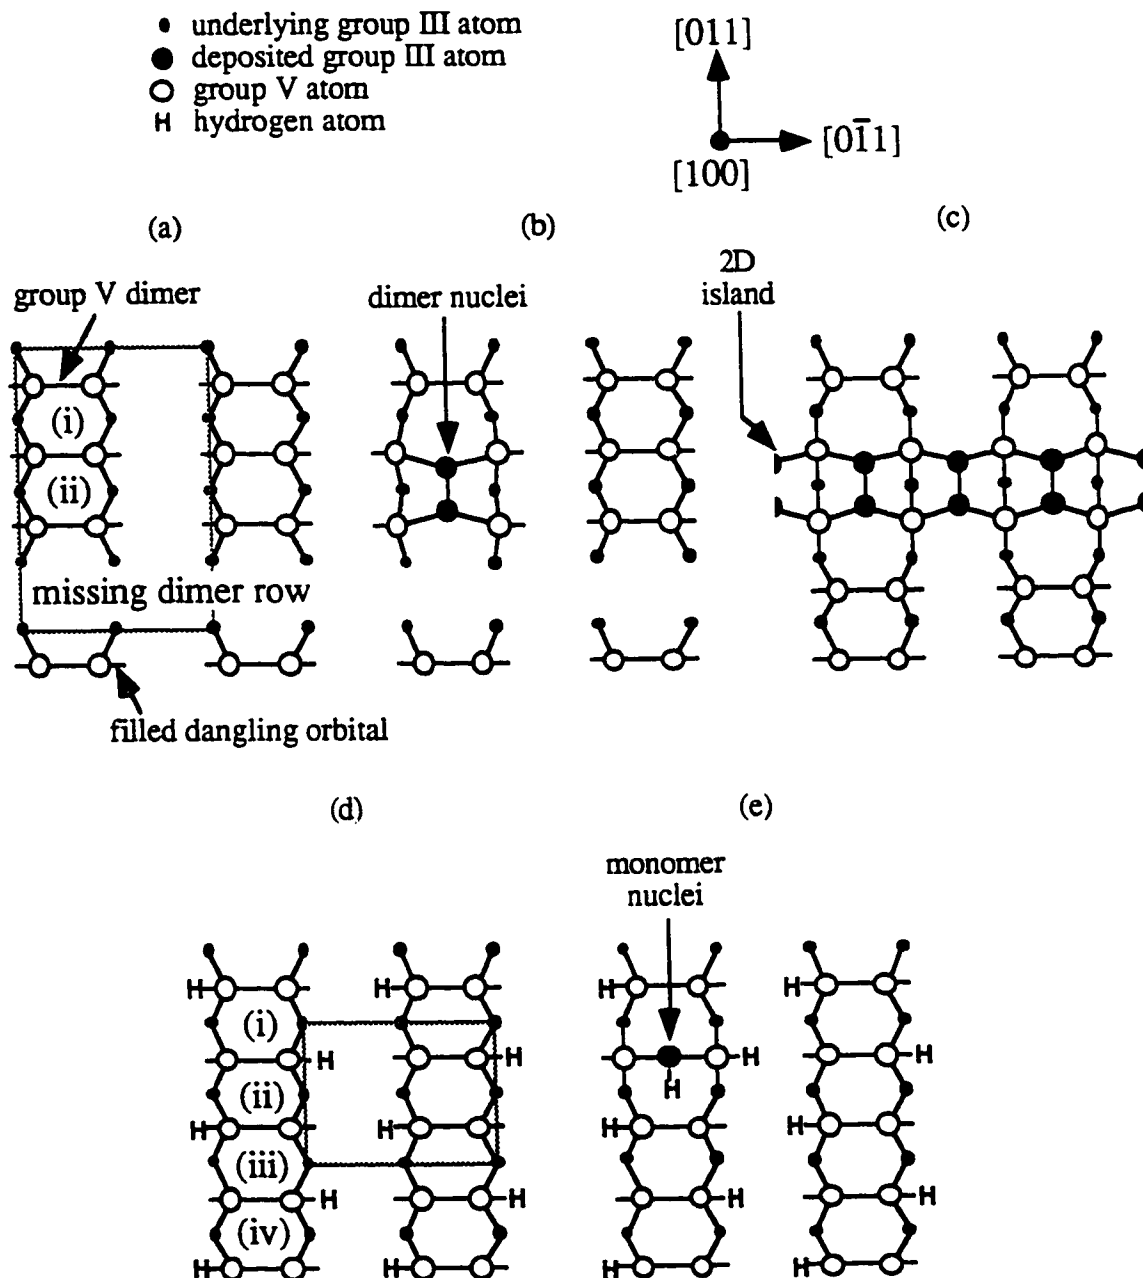 underlying group III atom
deposited group III atom
group V atom
H hydrogen atom
[011]
[01̄1]
[100]
(a)
(b)
(c)
group V dimer
dimer nuclei
2D
island
(i)
(ii)
missing dimer row
filled dangling orbital
(d)
(e)
monomer
nuclei
H H H H
(i)
H H H H
(ii)
H
H H H H
(iii)
H H H H
(iv)
H H H H